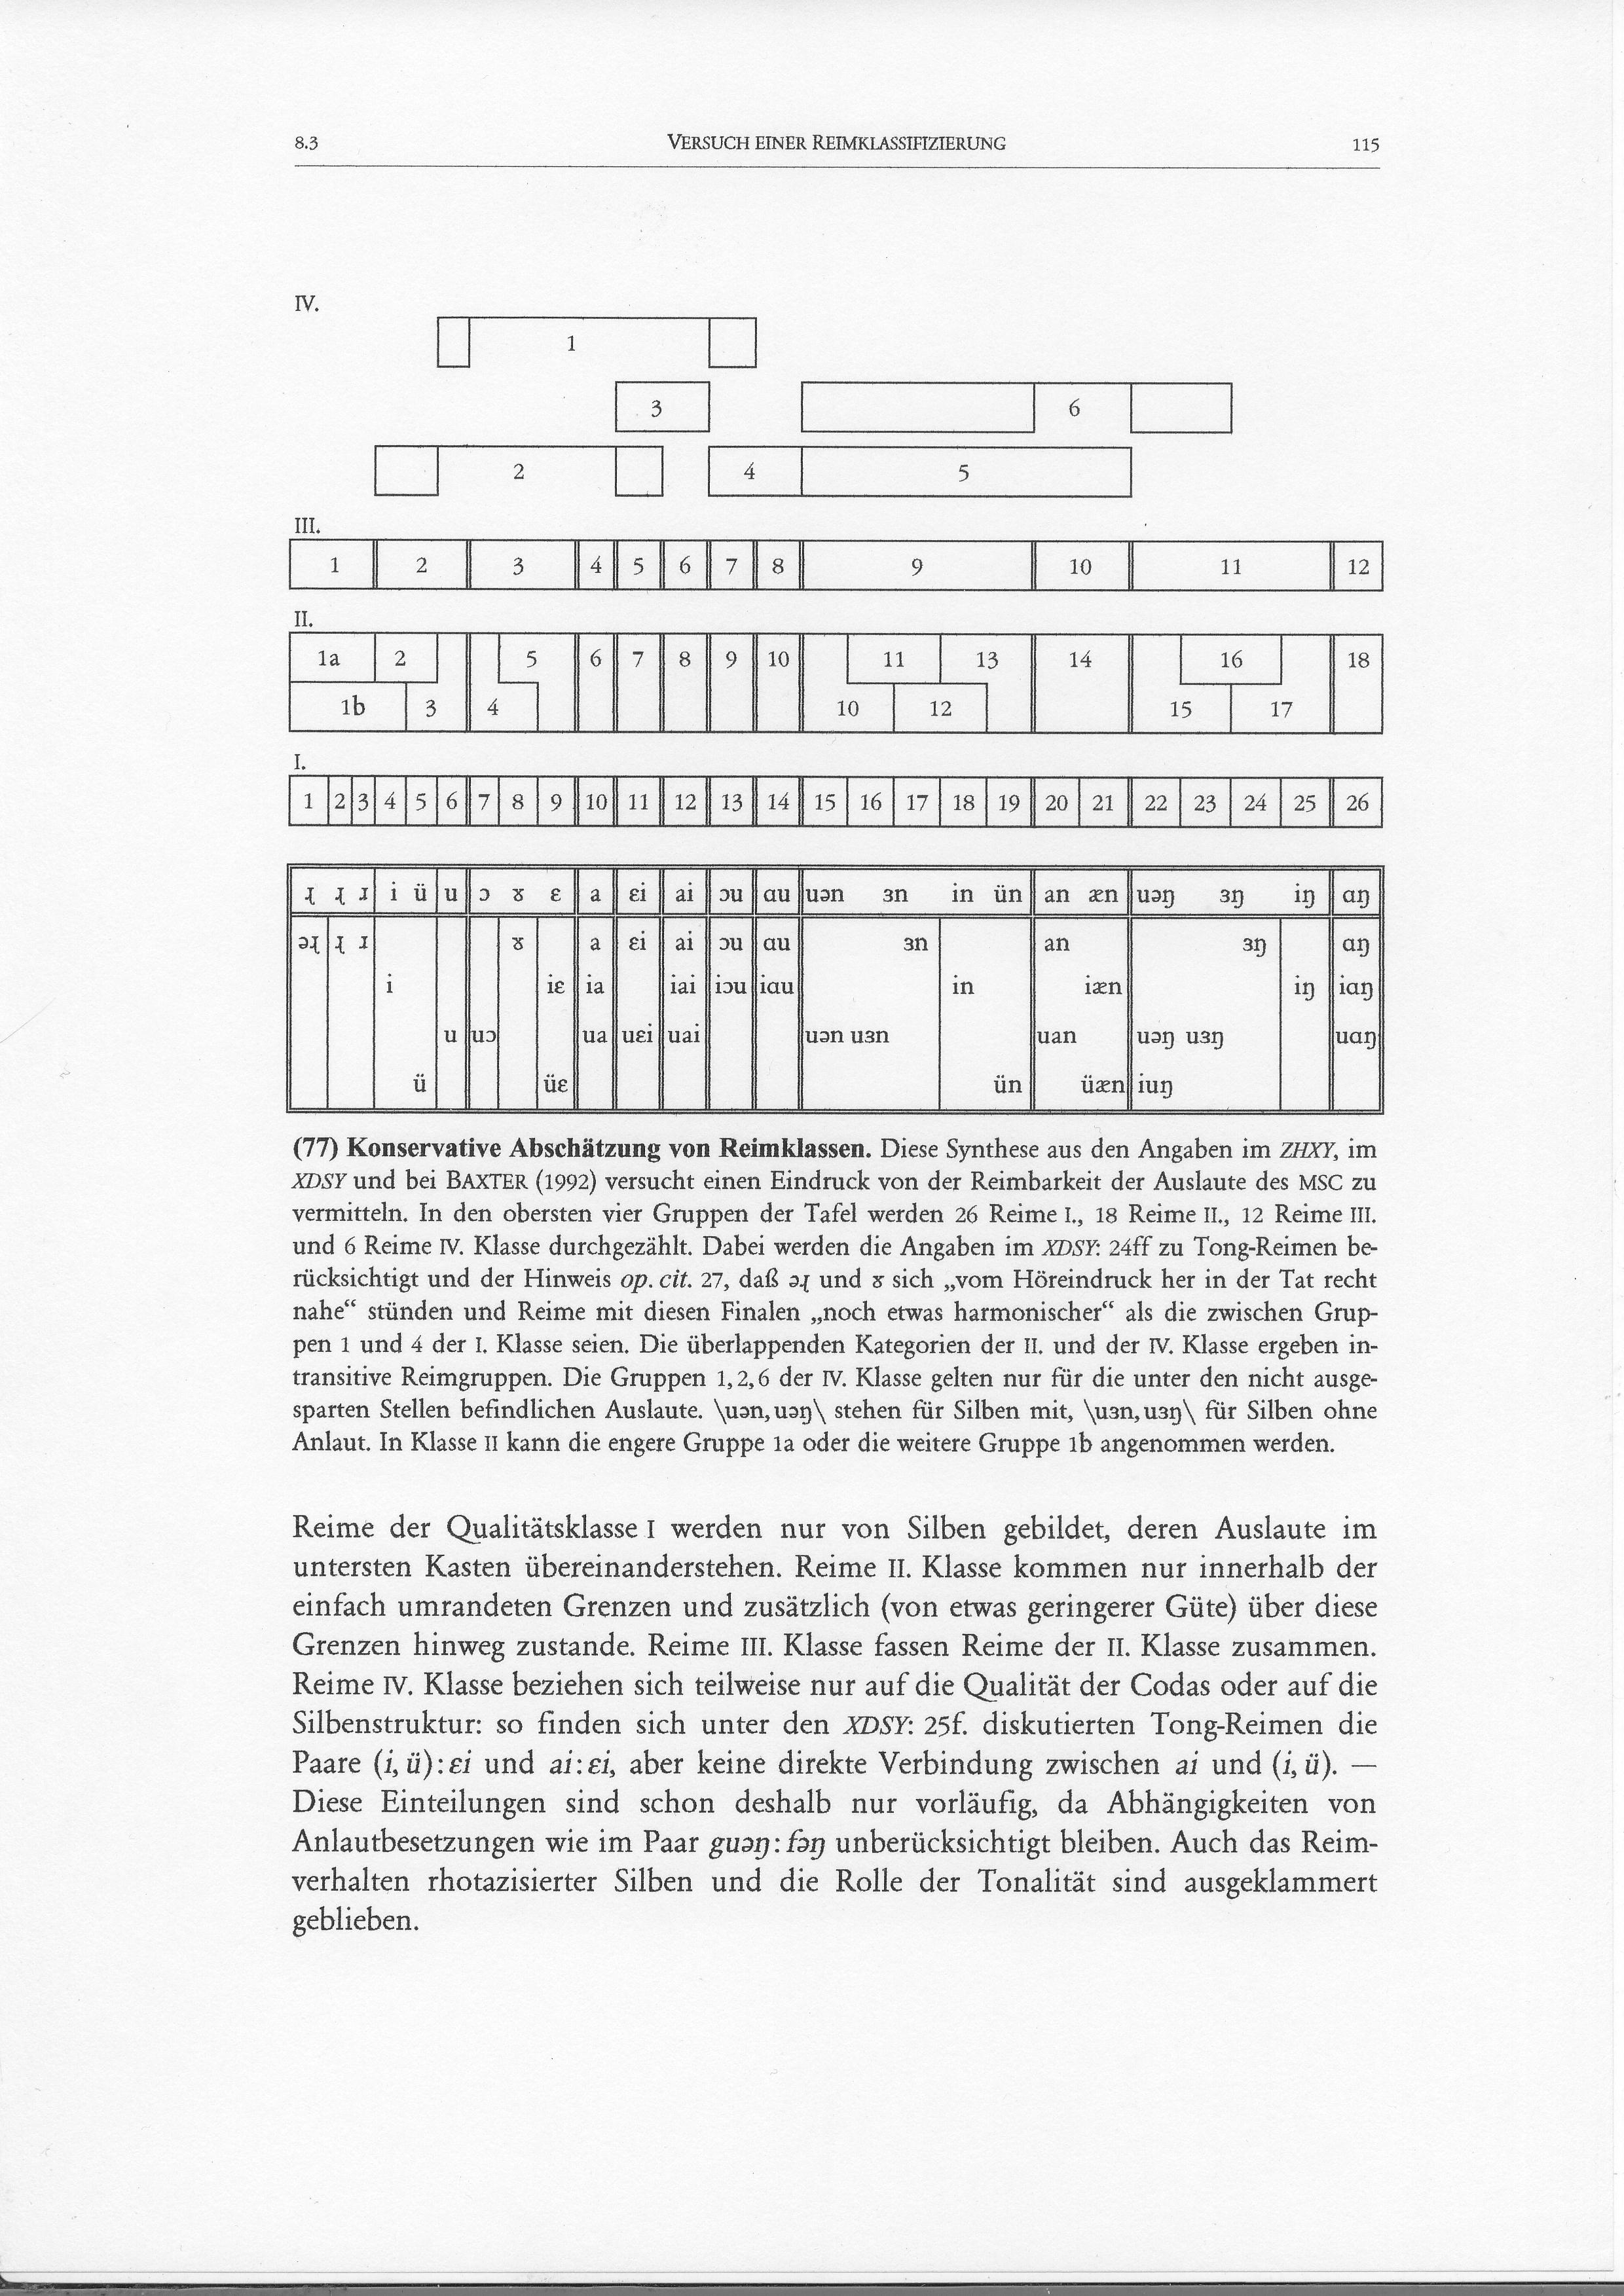 8.3 VERSUCH EINER REIMKLASSIFIZIERUNG 115
IV.
1
3 6
2 4 5
III.
1 2 3 4 5 6 7 8 9 10 11 12
II.
1a 2 5 6 7 8 9 10 11 13 14 16 18
1b 3 4 10 12 15 17
I.
1 2 3 4 5 6 7 8 9 10 11 12 13 14 15 16 17 18 19 20 21 22 23 24 25 26
i ü u ɔ ɤ ɛ a ɛi ai ɔu ɑu uən ɜn in ün an æn uəŋ ɜŋ iŋ ɑŋ
ɤ a ɛi ai ɔu ɑu ɜn an ɜŋ ɑŋ
i iɛ ia iai iɔu iɑu in iæn iŋ iɑŋ
u uɔ ua uɛi uai uən uɜn uan uəŋ uɜŋ uɑŋ
ü üɛ ün üæn iuŋ
(77) Konservative Abschätzung von Reimklassen. Diese Synthese aus den Angaben im ZHXY, im
XDSY und bei BAXTER (1992) versucht einen Eindruck von der Reimbarkeit der Auslaute des MSC zu
vermitteln. In den obersten vier Gruppen der Tafel werden 26 Reime I., 18 Reime II., 12 Reime III.
und 6 Reime IV. Klasse durchgezählt. Dabei werden die Angaben im XDSY: 24ff zu Tong-Reimen be-
rücksichtigt und der Hinweis op. cit. 27, daß und ɤ sich „vom Höreindruck her in der Tat recht
nahe“ stünden und Reime mit diesen Finalen „noch etwas harmonischer“ als die zwischen Grup-
pen 1 und 4 der I. Klasse seien. Die überlappenden Kategorien der II. und der IV. Klasse ergeben in-
transitive Reimgruppen. Die Gruppen 1, 2, 6 der IV. Klasse gelten nur für die unter den nicht ausge-
sparten Stellen befindlichen Auslaute. \uən, uəŋ\ stehen für Silben mit, \uɜn, uɜŋ\ für Silben ohne
Anlaut. In Klasse II kann die engere Gruppe 1a oder die weitere Gruppe 1b angenommen werden.
Reime der Qualitätsklasse I werden nur von Silben gebildet, deren Auslaute im
untersten Kasten übereinanderstehen. Reime II. Klasse kommen nur innerhalb der
einfach umrandeten Grenzen und zusätzlich (von etwas geringerer Güte) über diese
Grenzen hinweg zustande. Reime III. Klasse fassen Reime der II. Klasse zusammen.
Reime IV. Klasse beziehen sich teilweise nur auf die Qualität der Codas oder auf die
Silbenstruktur: so finden sich unter den XDSY: 25f. diskutierten Tong-Reimen die
Paare (i, ü) : ɛi und ai : ɛi, aber keine direkte Verbindung zwischen ai und (i, ü). —
Diese Einteilungen sind schon deshalb nur vorläufig, da Abhängigkeiten von
Anlautbesetzungen wie im Paar guəŋ : fəŋ unberücksichtigt bleiben. Auch das Reim-
verhalten rhotazisierter Silben und die Rolle der Tonalität sind ausgeklammert
geblieben.